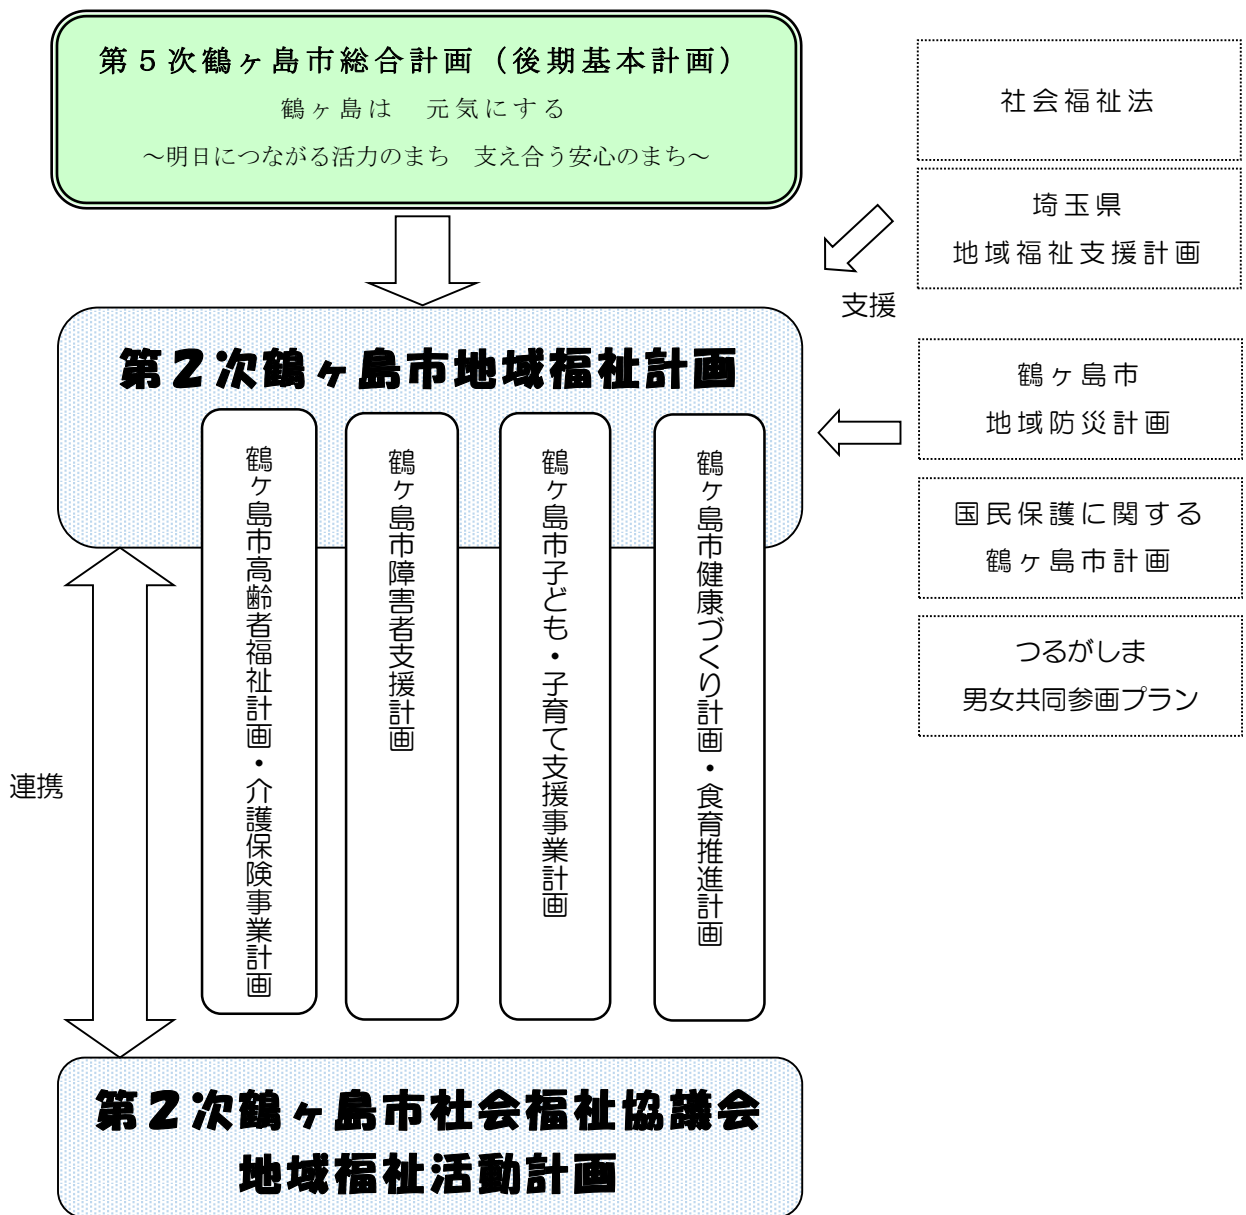 第５次鶴ヶ島市総合計画（後期基本計画）
鶴ヶ島は　元気にする
～明日につながる活力のまち　支え合う安心のまち～
社会福祉法
埼玉県
地域福祉支援計画
支援
第２次鶴ヶ島市地域福祉計画
鶴ヶ島市
地域防災計画
国民保護に関する
鶴ヶ島市計画
つるがしま
男女共同参画プラン
鶴ヶ島市高齢者福祉計画・介護保険事業計画
鶴ヶ島市障害者支援計画
鶴ヶ島市子ども・子育て支援事業計画
鶴ヶ島市健康づくり計画・食育推進計画
連携
第２次鶴ヶ島市社会福祉協議会
地域福祉活動計画